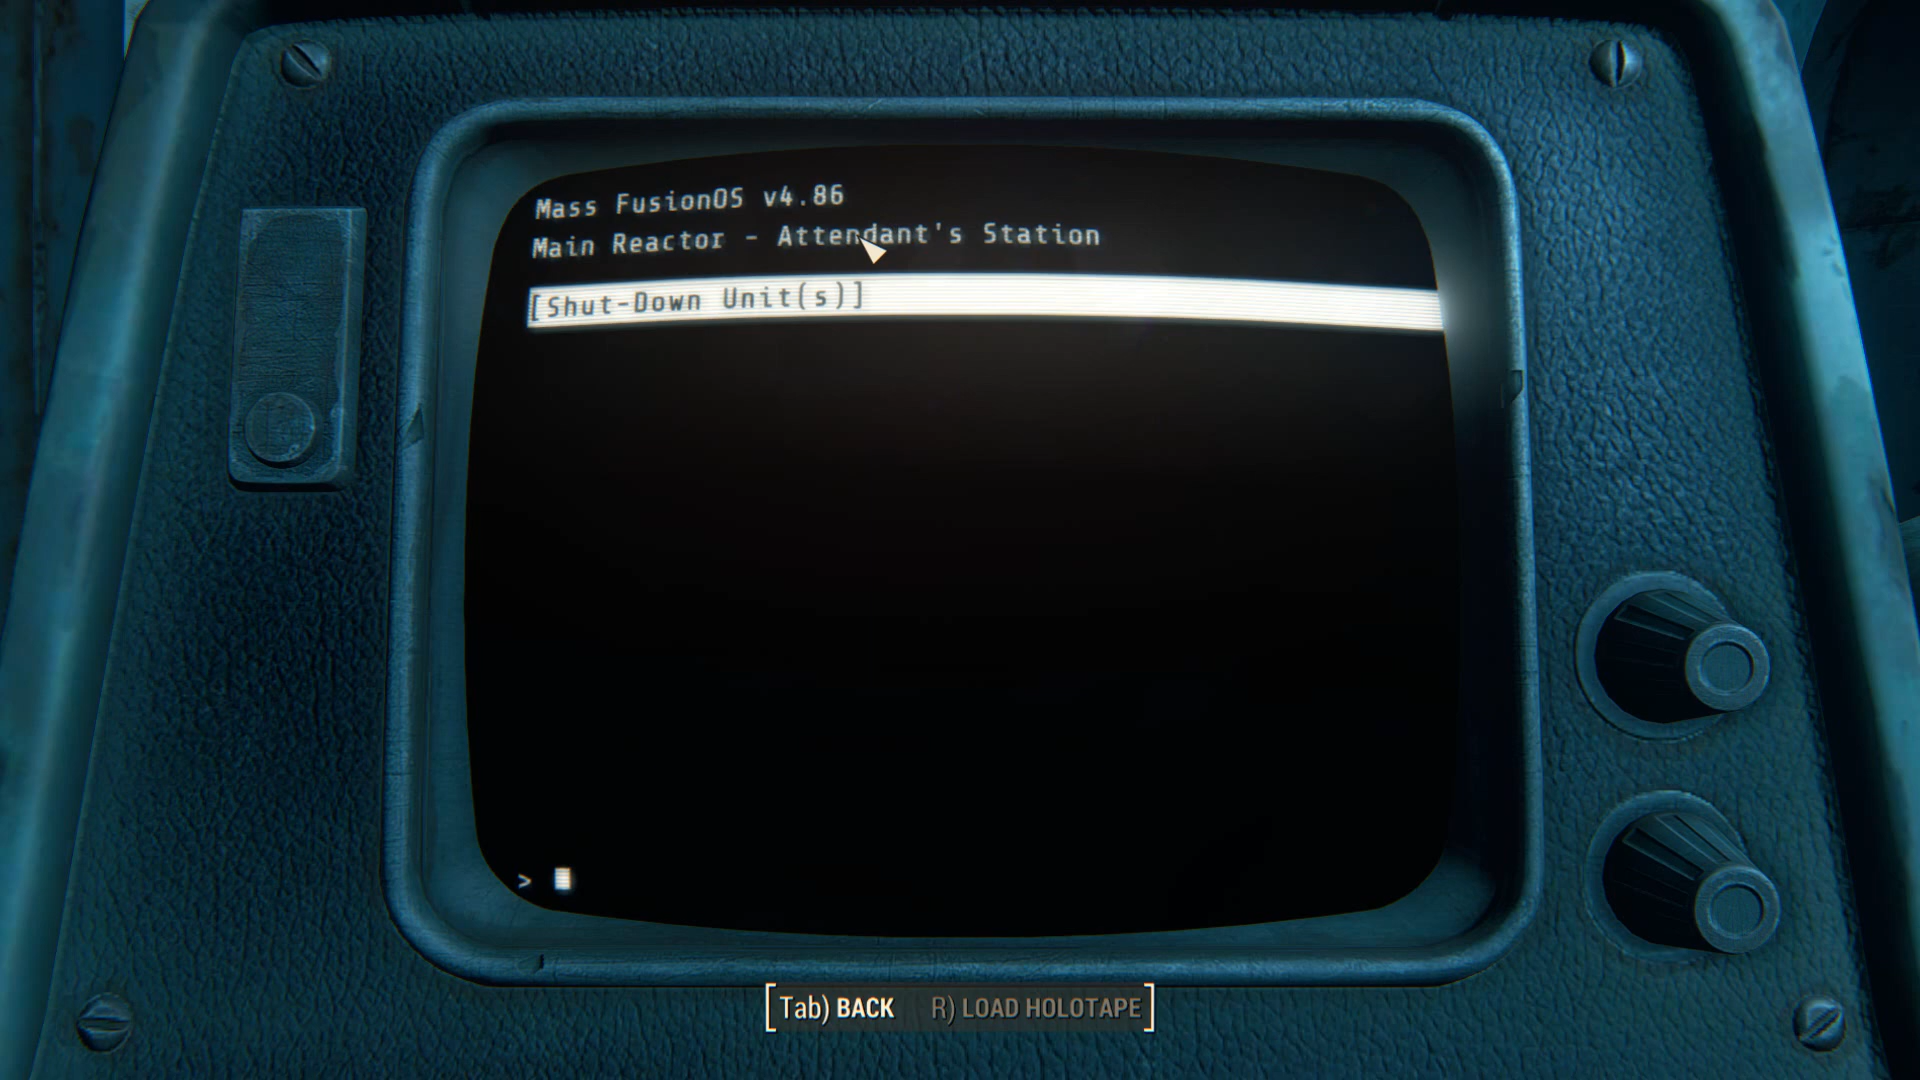 Mass FusionOS v4.86
Main Reactor - Attendant's Station
[Shut-Down Unit(s)]
>
[Tab) BACK R) LOAD HOLOTAPE]